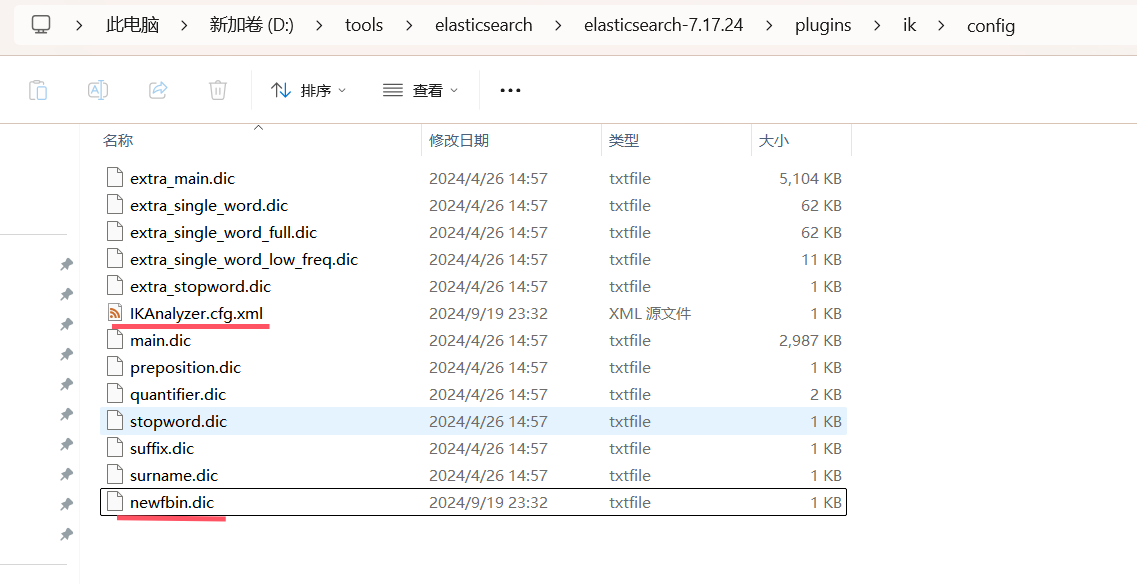 此电脑 > 新加卷 (D:) > tools > elasticsearch > elasticsearch-7.17.24 > plugins > ik > config
排序 查看
名称 修改日期 类型 大小
extra_main.dic 2024/4/26 14:57 txtfile 5,104 KB
extra_single_word.dic 2024/4/26 14:57 txtfile 62 KB
extra_single_word_full.dic 2024/4/26 14:57 txtfile 62 KB
extra_single_word_low_freq.dic 2024/4/26 14:57 txtfile 11 KB
extra_stopword.dic 2024/4/26 14:57 txtfile 1 KB
IKAnalyzer.cfg.xml 2024/9/19 23:32 XML 源文件 1 KB
main.dic 2024/4/26 14:57 txtfile 2,987 KB
preposition.dic 2024/4/26 14:57 txtfile 1 KB
quantifier.dic 2024/4/26 14:57 txtfile 2 KB
stopword.dic 2024/4/26 14:57 txtfile 1 KB
suffix.dic 2024/4/26 14:57 txtfile 1 KB
surname.dic 2024/4/26 14:57 txtfile 1 KB
newfbin.dic 2024/9/19 23:32 txtfile 1 KB